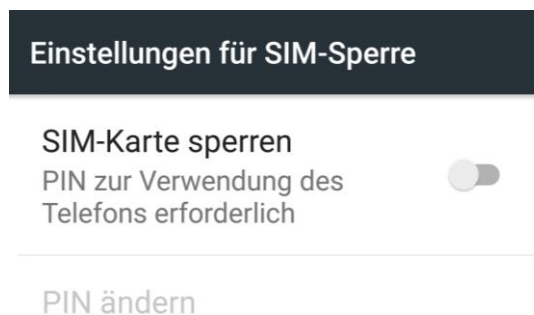 Einstellungen für SIM-Sperre
SIM-Karte sperren
PIN zur Verwendung des
Telefons erforderlich
PIN ändern